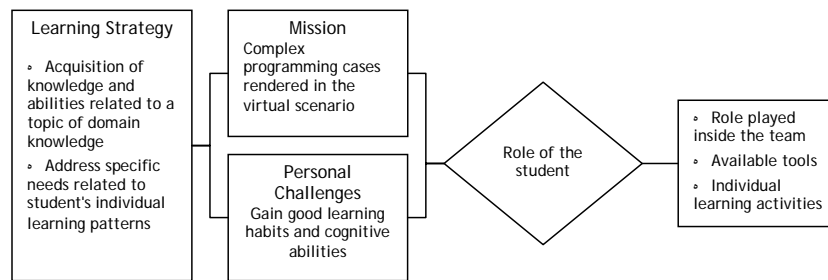 Learning Strategy
∘ Acquisition of
knowledge and
abilities related to a
topic of domain
knowledge
∘ Address specific
needs related to
student's individual
learning patterns
Mission
Complex
programming cases
rendered in the
virtual scenario
Personal
Challenges
Gain good learning
habits and cognitive
abilities
Role of the
student
∘ Role played
inside the team
∘ Available tools
∘ Individual
learning activities